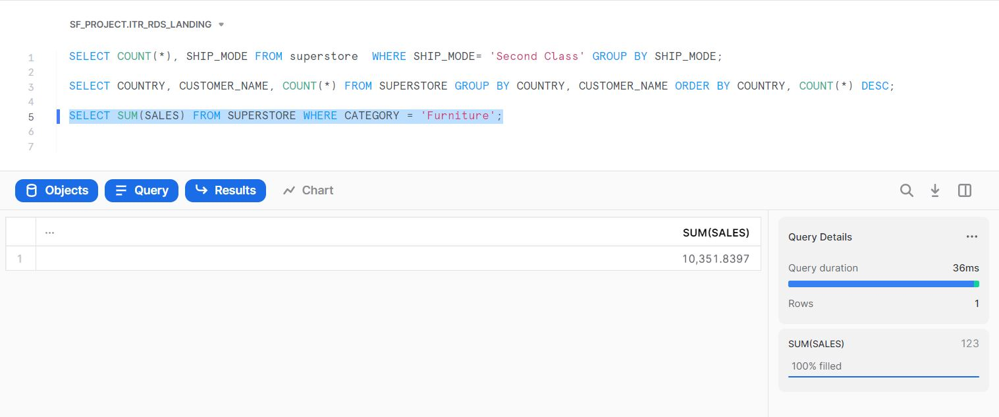 SF_PROJECT.ITR_RDS_LANDING
1 SELECT COUNT(*), SHIP_MODE FROM superstore  WHERE SHIP_MODE= 'Second Class' GROUP BY SHIP_MODE;
2
3 SELECT COUNTRY, CUSTOMER_NAME, COUNT(*) FROM SUPERSTORE GROUP BY COUNTRY, CUSTOMER_NAME ORDER BY COUNTRY, COUNT(*) DESC;
4
5 SELECT SUM(SALES) FROM SUPERSTORE WHERE CATEGORY = 'Furniture';
6
7
Objects Query Results Chart
... SUM(SALES)
1 10,351.8397
Query Details ...
Query duration 36ms
Rows 1
SUM(SALES) 123
100% filled